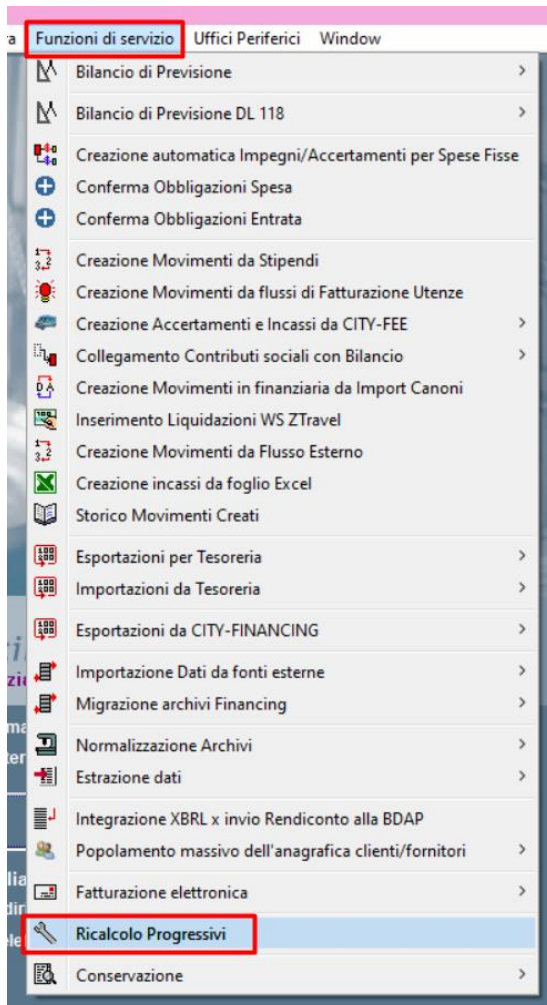 Funzioni di servizio Uffici Periferici Window
Bilancio di Previsione
Bilancio di Previsione DL 118
Creazione automatica Impegni/Accertamenti per Spese Fisse
Conferma Obbligazioni Spesa
Conferma Obbligazioni Entrata
Creazione Movimenti da Stipendi
Creazione Movimenti da flussi di Fatturazione Utenze
Creazione Accertamenti e Incassi da CITY-FEE
Collegamento Contributi sociali con Bilancio
Creazione Movimenti in finanziaria da Import Canoni
Inserimento Liquidazioni WS ZTravel
Creazione Movimenti da Flusso Esterno
Creazione incassi da foglio Excel
Storico Movimenti Creati
Esportazioni per Tesoreria
Importazioni da Tesoreria
Esportazioni da CITY-FINANCING
Importazione Dati da fonti esterne
Migrazione archivi Financing
Normalizzazione Archivi
Estrazione dati
Integrazione XBRL x invio Rendiconto alla BDAP
Popolamento massivo dell'anagrafica clienti/fornitori
Fatturazione elettronica
Ricalcolo Progressivi
Conservazione